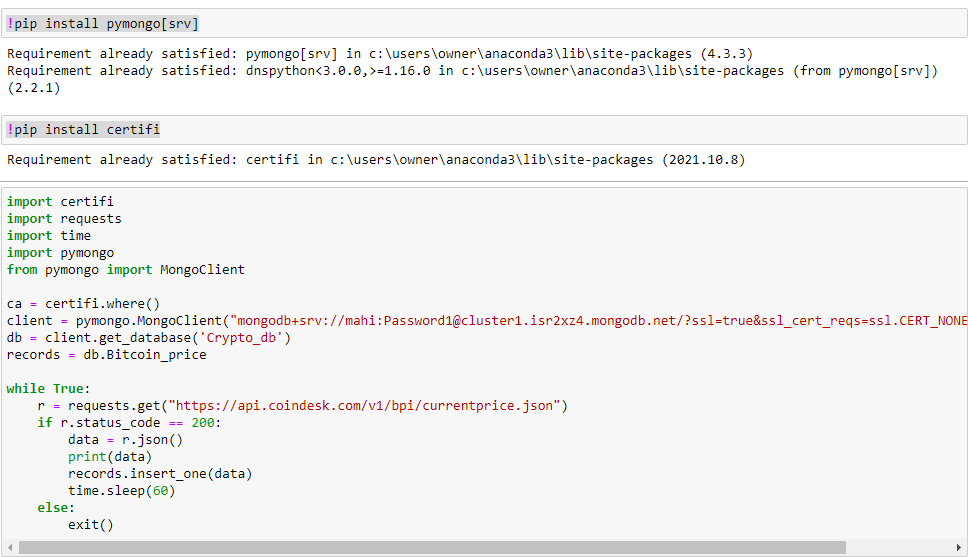 !pip install pymongo[srv]
Requirement already satisfied: pymongo[srv] in c:\users\owner\anaconda3\lib\site-packages (4.3.3)
Requirement already satisfied: dnspython<3.0.0,>=1.16.0 in c:\users\owner\anaconda3\lib\site-packages (from pymongo[srv])
(2.2.1)
!pip install certifi
Requirement already satisfied: certifi in c:\users\owner\anaconda3\lib\site-packages (2021.10.8)
import certifi
import requests
import time
import pymongo
from pymongo import MongoClient
ca = certifi.where()
client = pymongo.MongoClient("mongodb+srv://mahi:Password1@cluster1.isr2xz4.mongodb.net/?ssl=true&ssl_cert_reqs=ssl.CERT_NONE
db = client.get_database('Crypto_db')
records = db.Bitcoin_price
while True:
    r = requests.get("https://api.coindesk.com/v1/bpi/currentprice.json")
    if r.status_code == 200:
        data = r.json()
        print(data)
        records.insert_one(data)
        time.sleep(60)
    else:
        exit()